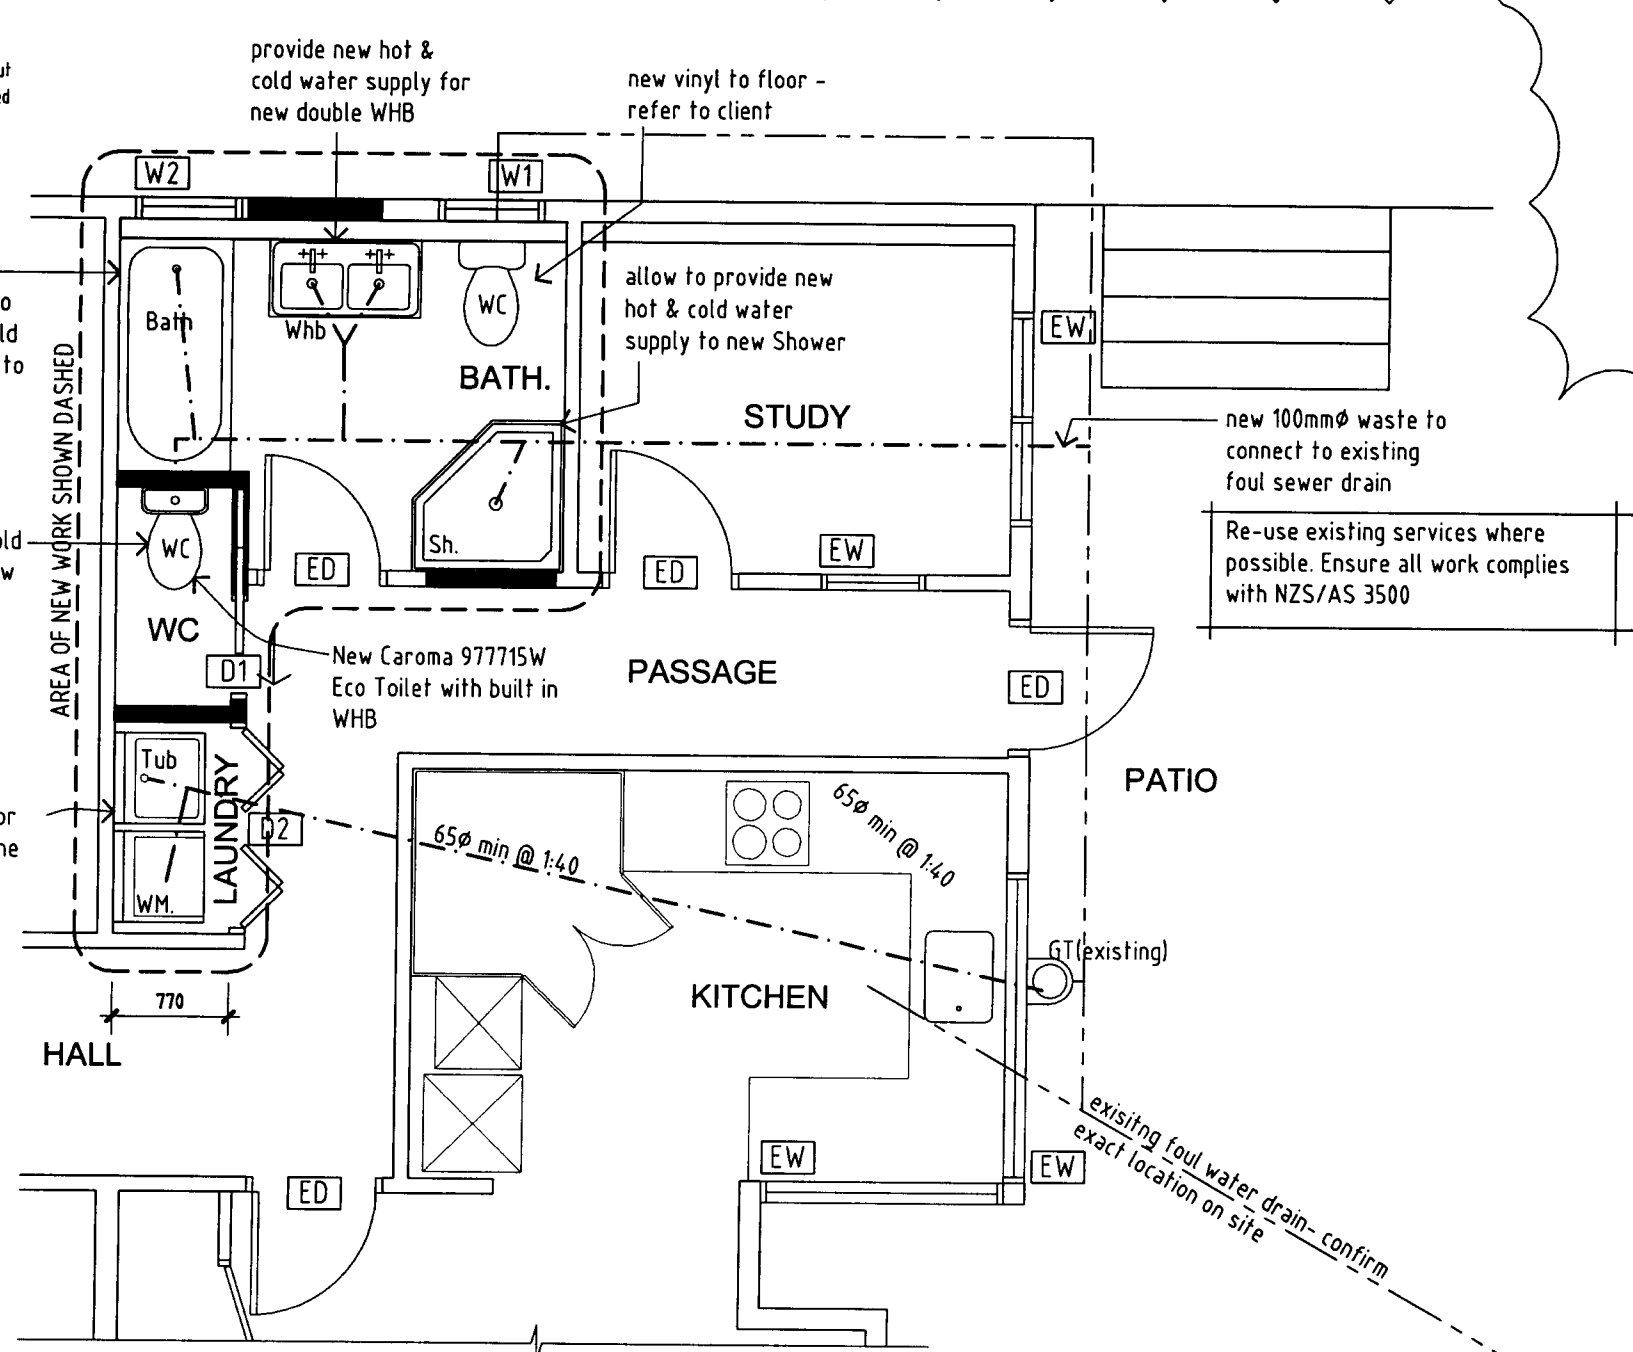 provide new hot &
cold water supply for
new double WHB
new vinyl to floor -
refer to client
W2
W1
Bath
Whb
WC
BATH.
allow to provide new
hot & cold water
supply to new Shower
STUDY
EW
new 100mmø waste to
connect to existing
foul sewer drain
Re-use existing services where
possible. Ensure all work complies
with NZS/AS 3500
AREA OF NEW WORK SHOWN DASHED
to
WC
Sh.
ED
ED
EW
WC
D1
New Caroma 977715W
Eco Toilet with built in
WHB
PASSAGE
ED
PATIO
Tub
LAUNDRY
D2
WM.
65ø min @ 1:40
65ø min @ 1:40
GT(existing)
KITCHEN
770
HALL
ED
EW
EW
exisitng foul water drain- confirm
exact location on site